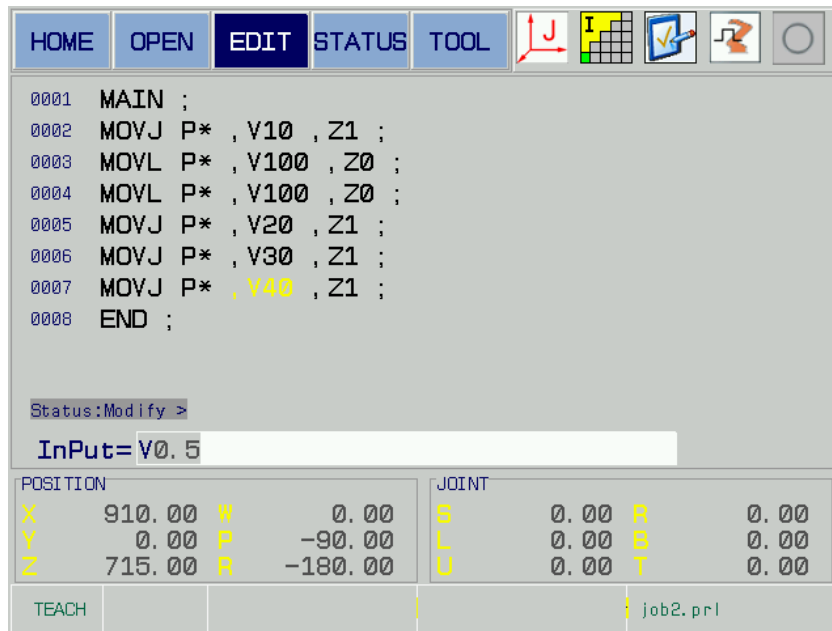 HOME OPEN EDIT STATUS TOOL J I
0001 MAIN ;
0002 MOVJ P* ,V10 ,Z1 ;
0003 MOVL P* ,V100 ,Z0 ;
0004 MOVL P* ,V100 ,Z0 ;
0005 MOVJ P* ,V20 ,Z1 ;
0006 MOVJ P* ,V30 ,Z1 ;
0007 MOVJ P* ,V40 ,Z1 ;
0008 END ;
Status:Modify >
InPut= V0.5
POSITION JOINT
X 910.00 W 0.00 S 0.00 R 0.00
Y 0.00 P -90.00 L 0.00 B 0.00
Z 715.00 R -180.00 U 0.00 T 0.00
TEACH job2.prl